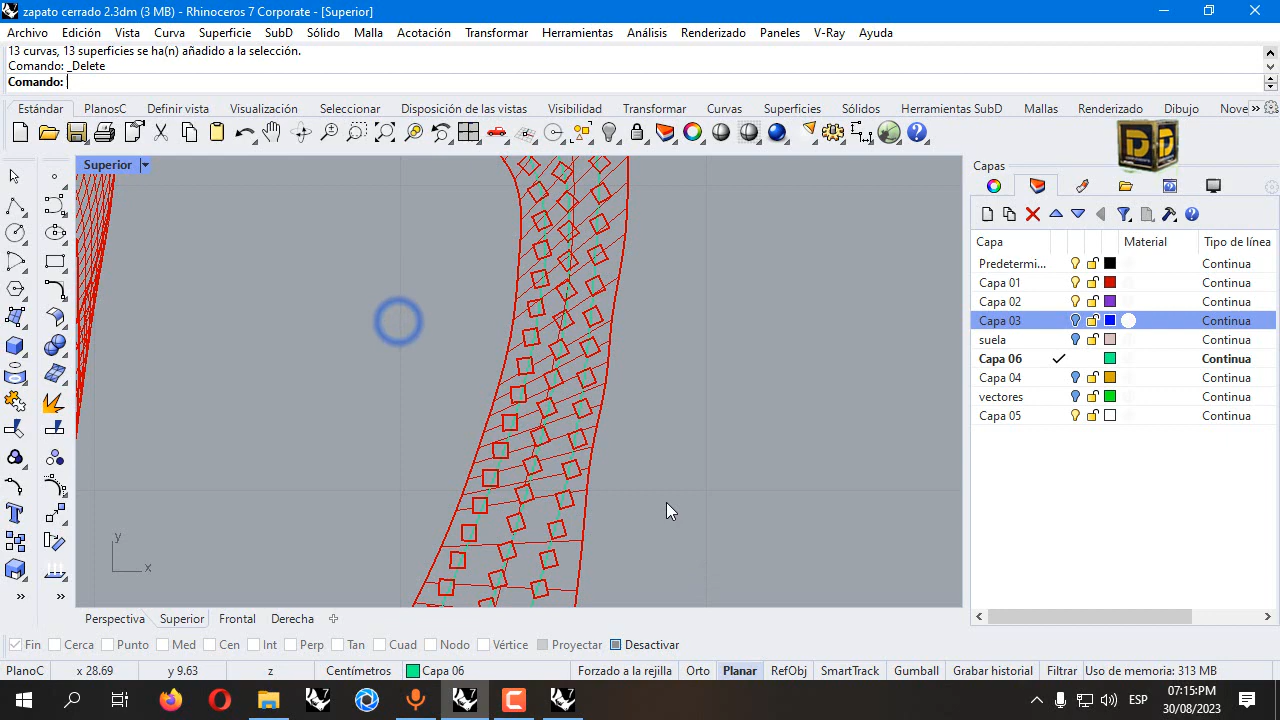 zapato cerrado 2.3dm (3 MB) - Rhinoceros 7 Corporate - [Superior]
Archivo Edición Vista Curva Superficie SubD Sólido Malla Acotación Transformar Herramientas Análisis Renderizado Paneles V-Ray Ayuda
13 curvas, 13 superficies se ha(n) añadido a la selección.
Comando: _Delete
Comando:
Estándar PlanosC Definir vista Visualización Seleccionar Disposición de las vistas Visibilidad Transformar Curvas Superficies Sólidos Herramientas SubD Mallas Renderizado Dibujo Nove
Superior
Capas
Capa Material Tipo de línea
Predetermi... Continua
Capa 01 Continua
Capa 02 Continua
Capa 03 Continua
suela Continua
Capa 06 Continua
Capa 04 Continua
vectores Continua
Capa 05 Continua
y
x
Perspectiva Superior Frontal Derecha
Fin Cerca Punto Med Cen Int Perp Tan Cuad Nodo Vértice Proyectar Desactivar
PlanoC x 28.69 y 9.63 z Centímetros Capa 06 Forzado a la rejilla Orto Planar RefObj SmartTrack Gumball Grabar historial Filtrar Uso de memoria: 313 MB
ESP
07:15PM
30/08/2023